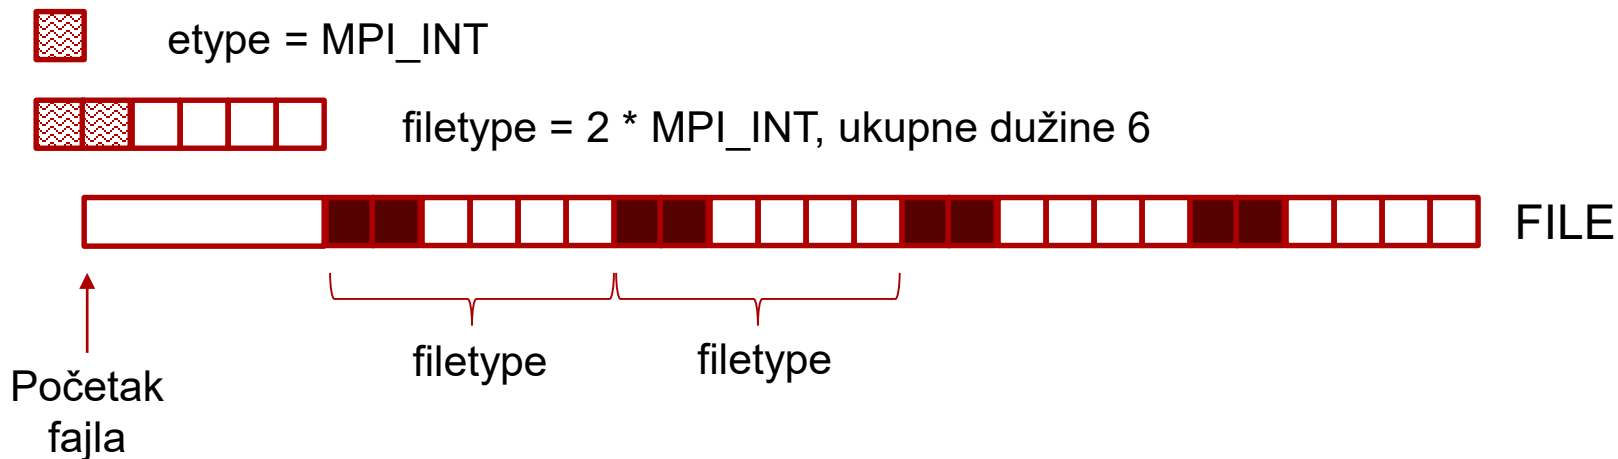 etype = MPI_INT
filetype = 2 * MPI_INT, ukupne dužine 6
FILE
filetype
filetype
Početak
fajla